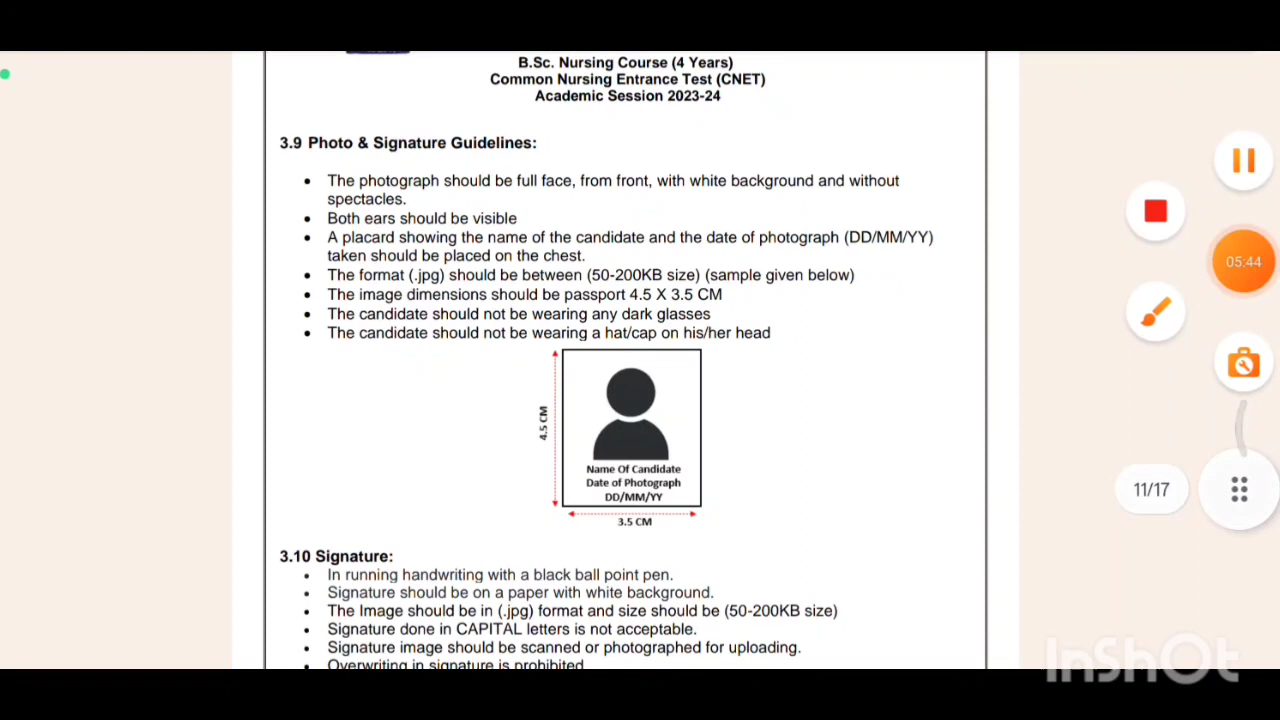 B.Sc. Nursing Course (4 Years)
Common Nursing Entrance Test (CNET)
Academic Session 2023-24
3.9 Photo & Signature Guidelines:
• The photograph should be full face, from front, with white background and without
spectacles.
• Both ears should be visible
• A placard showing the name of the candidate and the date of photograph (DD/MM/YY)
taken should be placed on the chest.
• The format (.jpg) should be between (50-200KB size) (sample given below)
• The image dimensions should be passport 4.5 X 3.5 CM
• The candidate should not be wearing any dark glasses
• The candidate should not be wearing a hat/cap on his/her head
4.5 CM
Name Of Candidate
Date of Photograph
DD/MM/YY
3.5 CM
3.10 Signature:
• In running handwriting with a black ball point pen.
• Signature should be on a paper with white background.
• The Image should be in (.jpg) format and size should be (50-200KB size)
• Signature done in CAPITAL letters is not acceptable.
• Signature image should be scanned or photographed for uploading.
• Overwriting in signature is prohibited
05:44
11/17
InShOt